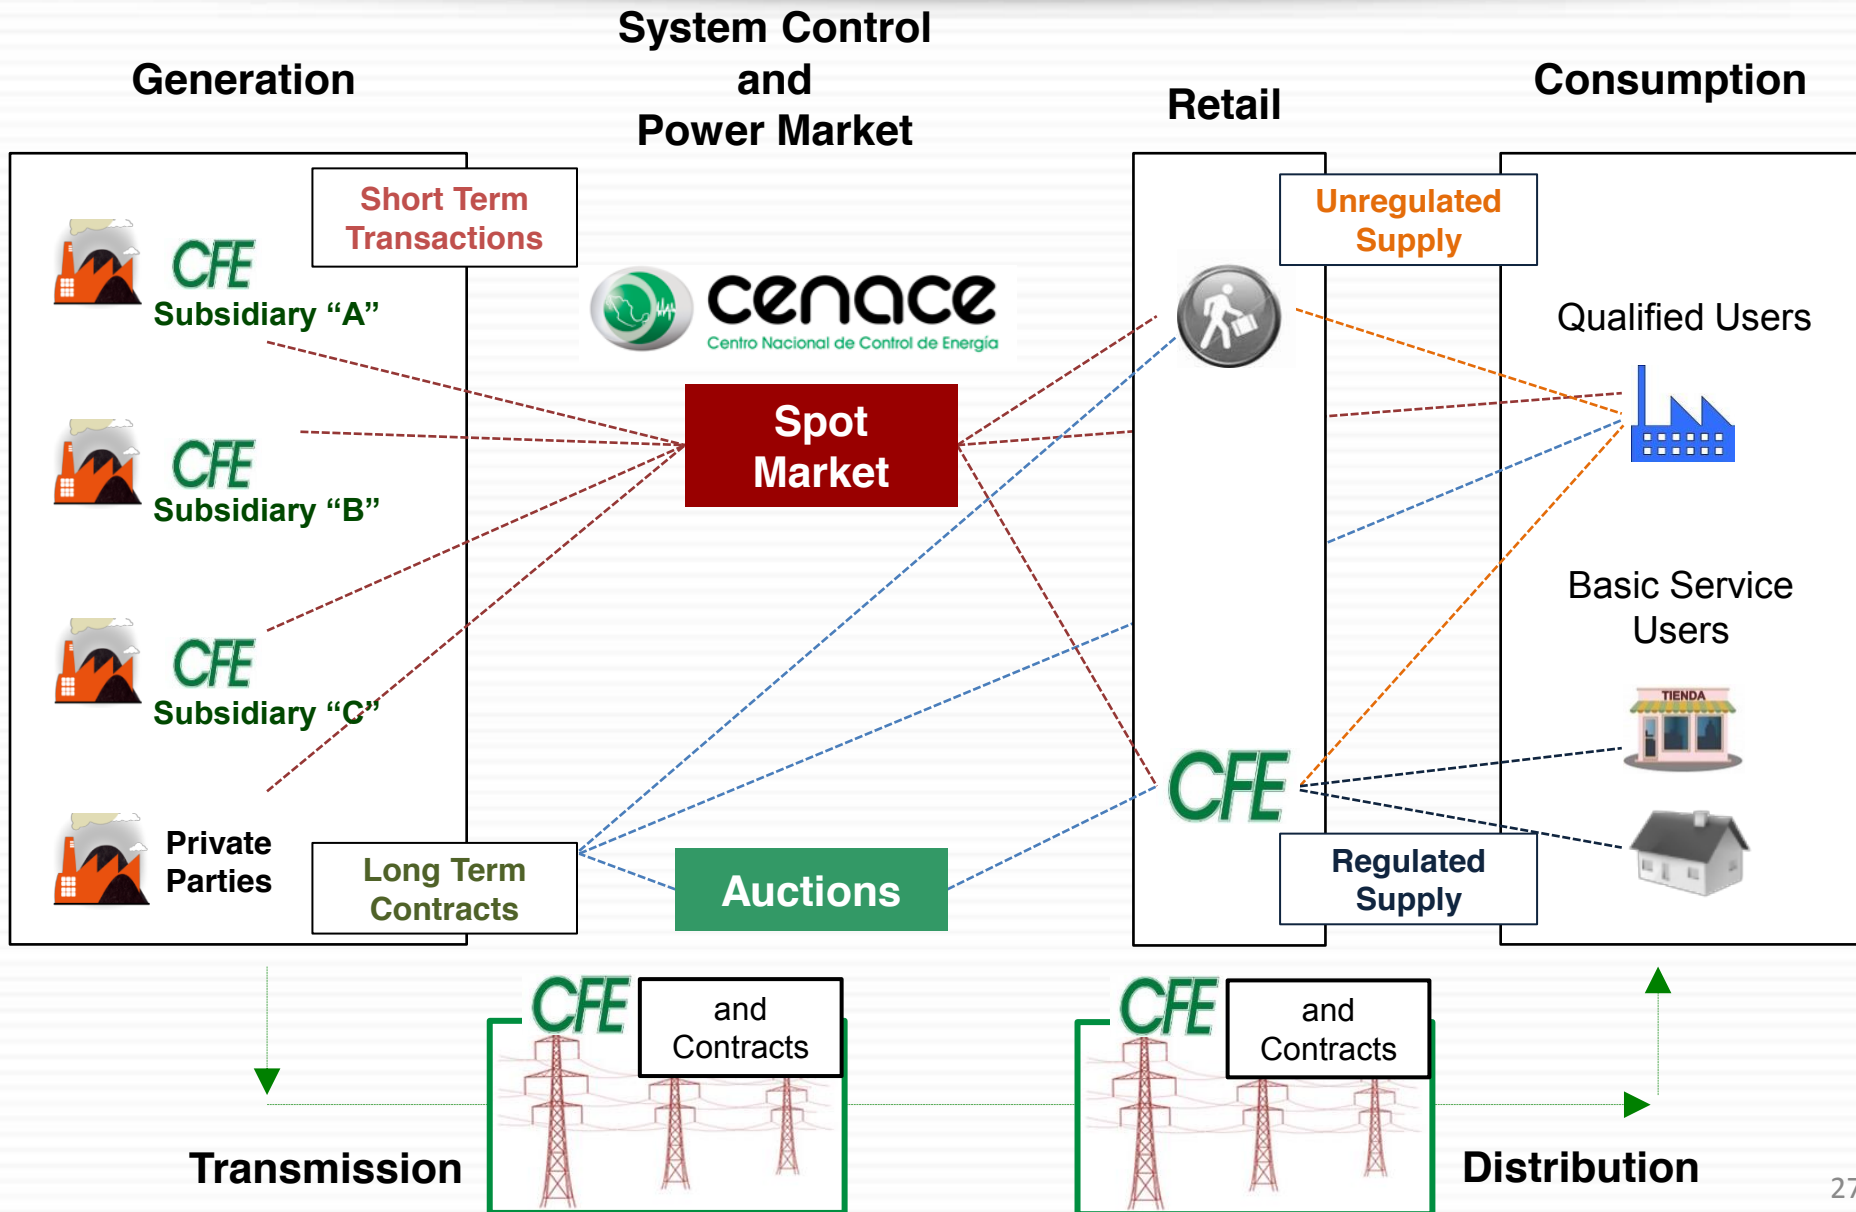 System Control
and
Power Market
Generation
Retail
Consumption
Short Term
Transactions
Unregulated
Supply
CFE
Subsidiary “A”
cenace
Centro Nacional de Control de Energía
Qualified Users
Spot
Market
CFE
Subsidiary “B”
Basic Service
Users
CFE
Subsidiary “C”
TIENDA
CFE
Private
Parties
Long Term
Contracts
Auctions
Regulated
Supply
CFE
and
Contracts
CFE
and
Contracts
Transmission
Distribution
27